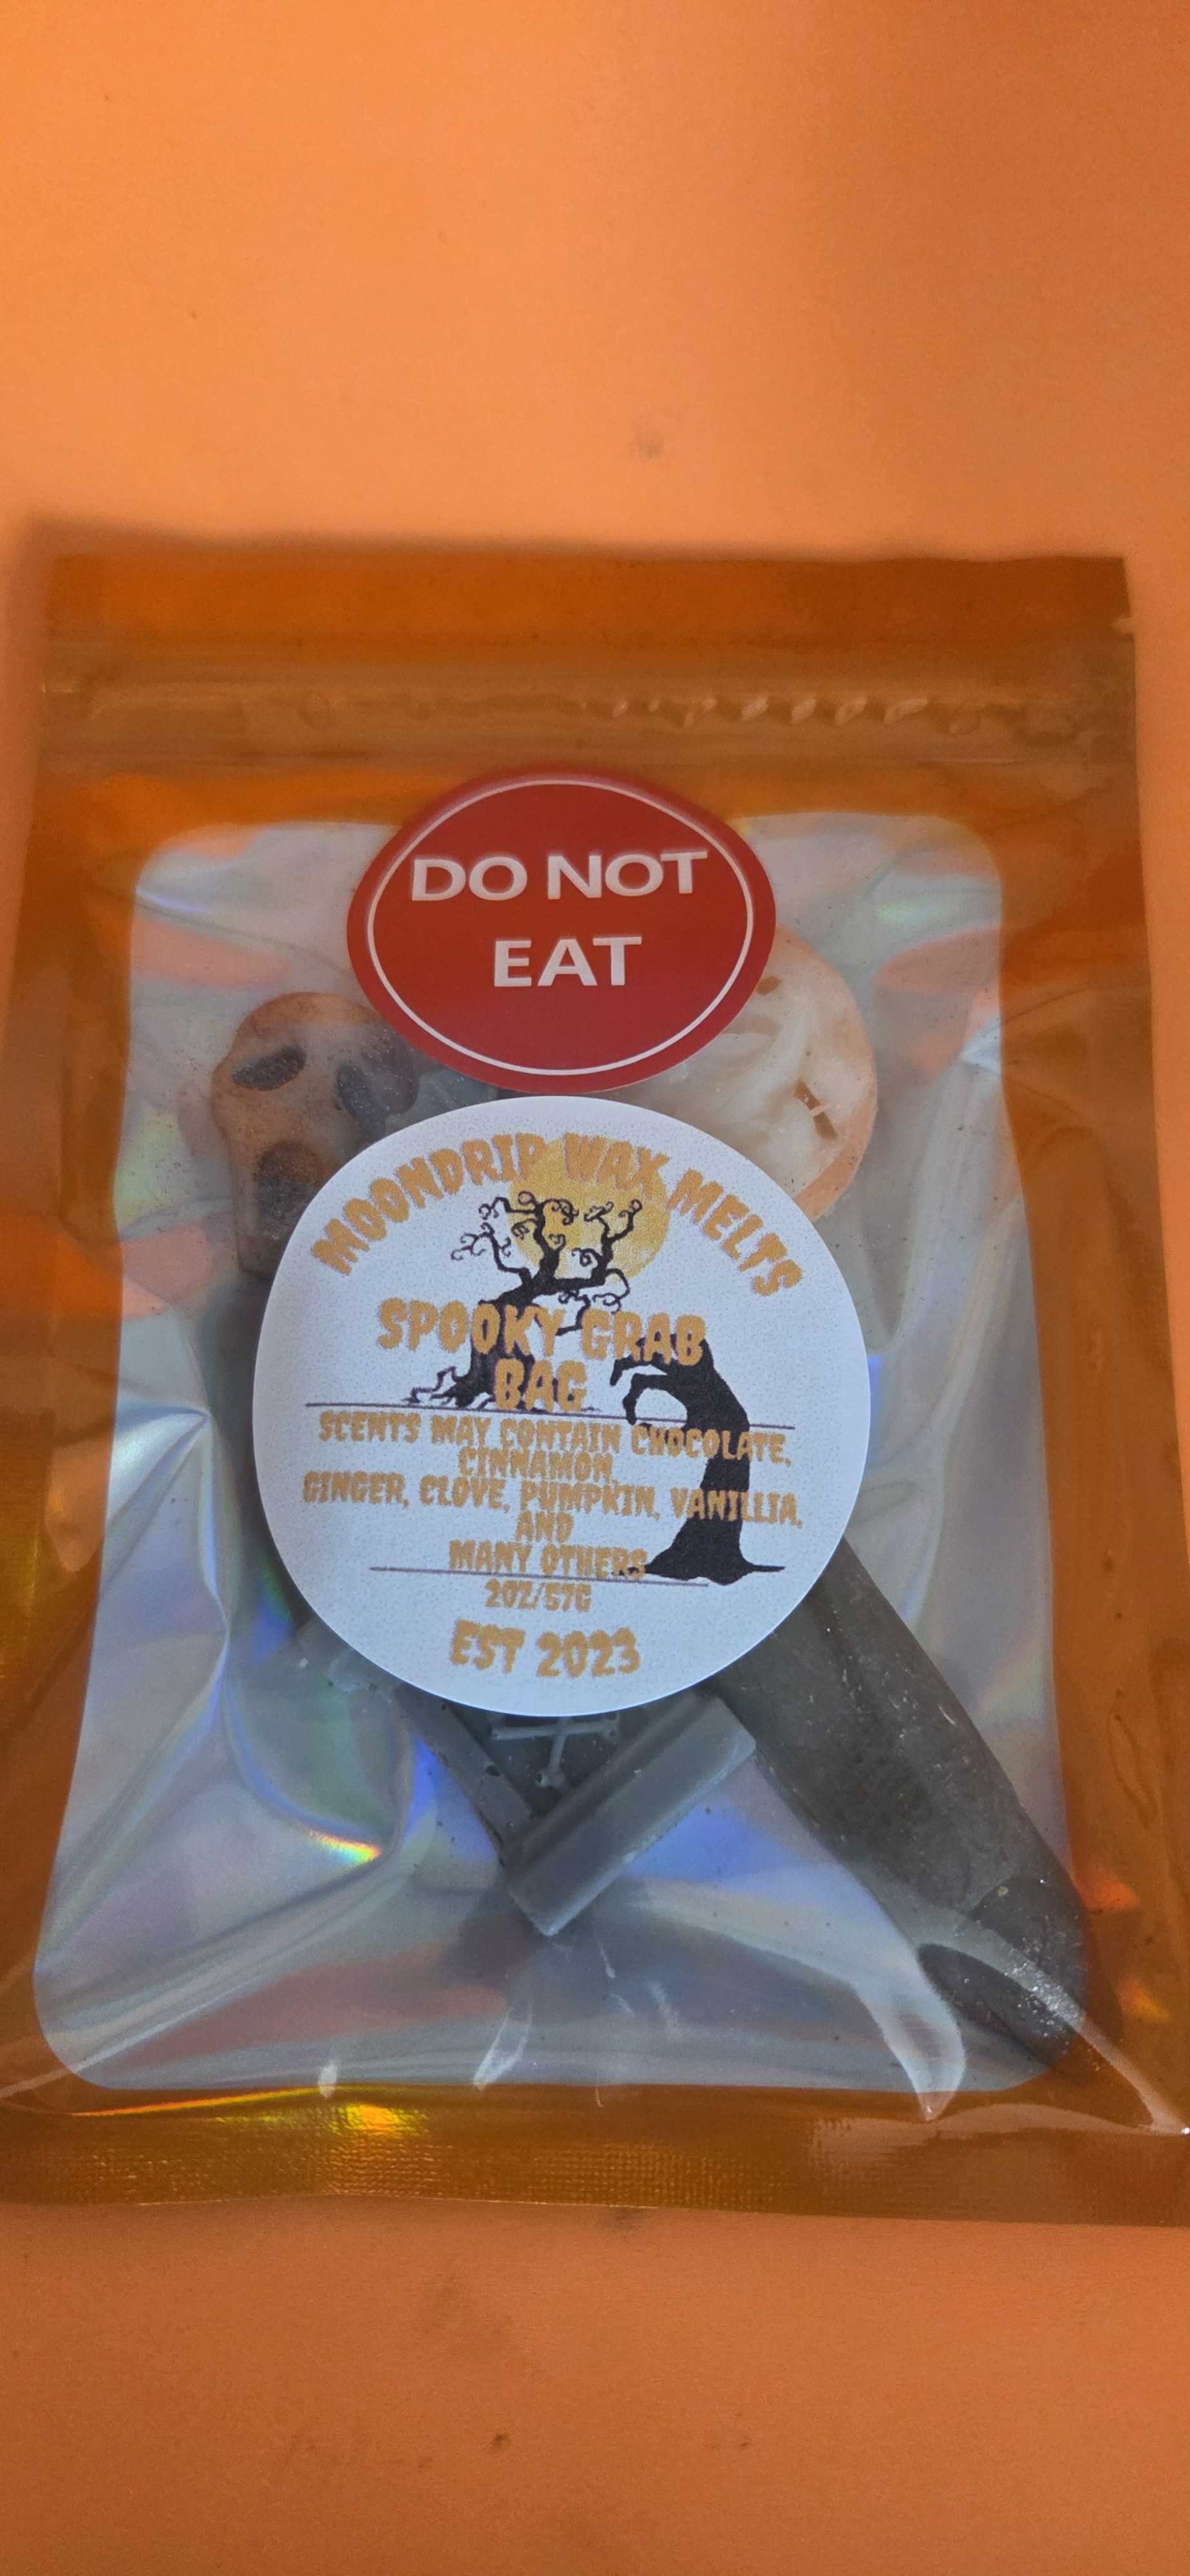 DO NOT
EAT
MOONDRIP WAX MELTS
SPOOKY GRAB
BAG
SCENTS MAY CONTAIN CHOCOLATE,
CINNAMON,
GINGER, CLOVE, PUMPKIN, VANILLIA,
AND
MANY OTHERS
2OZ/57G
EST 2023